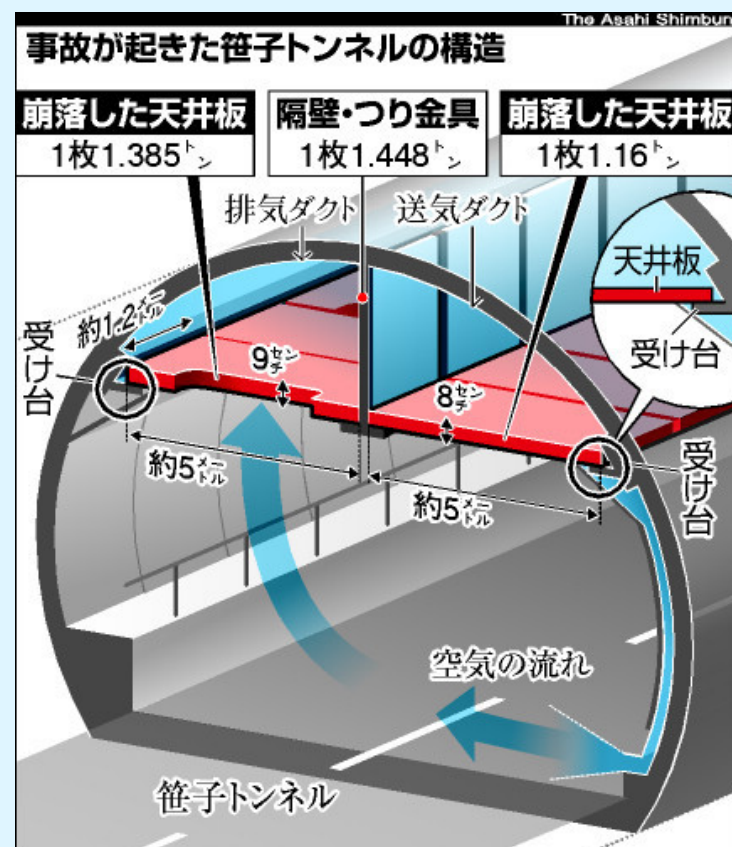 The Asahi Shimbun
事故が起きた笹子トンネルの構造
崩落した天井板
1枚1.385トン
隔壁・つり金具
1枚1.448トン
崩落した天井板
1枚1.16トン
排気ダクト
送気ダクト
天井板
受け台
約1.2メートル
受け台
9センチ
8センチ
約5メートル
約5メートル
受け台
空気の流れ
笹子トンネル